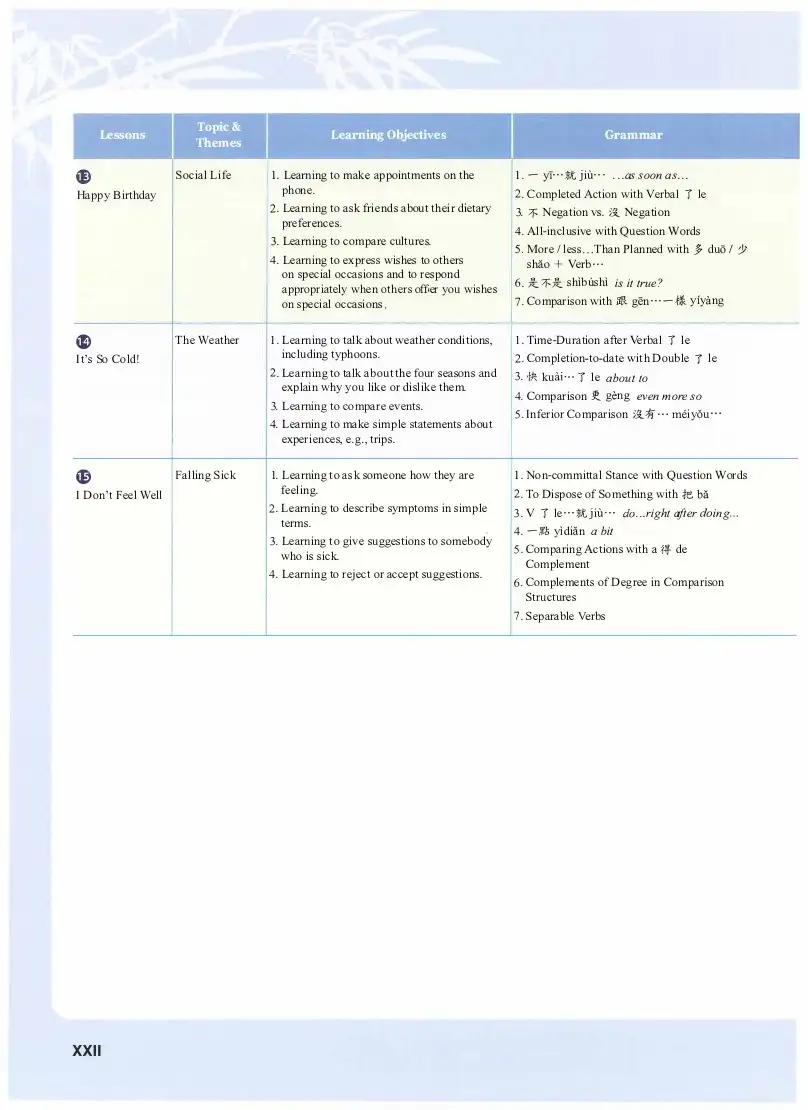 Lessons
Topic &
Themes
Learning Objectives
Grammar
13
Happy Birthday
Social Life
1. Learning to make appointments on the
phone.
2. Learning to ask friends about their dietary
preferences.
3. Learning to compare cultures.
4. Learning to express wishes to others
on special occasions and to respond
appropriately when others offer you wishes
on special occasions.
1. 一 yī…就 jiù… …as soon as…
2. Completed Action with Verbal 了 le
3. 不 Negation vs. 沒 Negation
4. All-inclusive with Question Words
5. More / less…Than Planned with 多 duō / 少
shǎo + Verb…
6. 是不是 shìbúshì is it true?
7. Comparison with 跟 gēn…一樣 yíyàng
14
It's So Cold!
The Weather
1. Learning to talk about weather conditions,
including typhoons.
2. Learning to talk about the four seasons and
explain why you like or dislike them.
3. Learning to compare events.
4. Learning to make simple statements about
experiences, e.g., trips.
1. Time-Duration after Verbal 了 le
2. Completion-to-date with Double 了 le
3. 快 kuài…了 le about to
4. Comparison 更 gèng even more so
5. Inferior Comparison 沒有… méiyǒu…
15
I Don't Feel Well
Falling Sick
1. Learning to ask someone how they are
feeling.
2. Learning to describe symptoms in simple
terms.
3. Learning to give suggestions to somebody
who is sick.
4. Learning to reject or accept suggestions.
1. Non-committal Stance with Question Words
2. To Dispose of Something with 把 bǎ
3. V 了 le…就 jiù… do...right after doing...
4. 一點 yìdiǎn a bit
5. Comparing Actions with a 得 de
Complement
6. Complements of Degree in Comparison
Structures
7. Separable Verbs
XXII